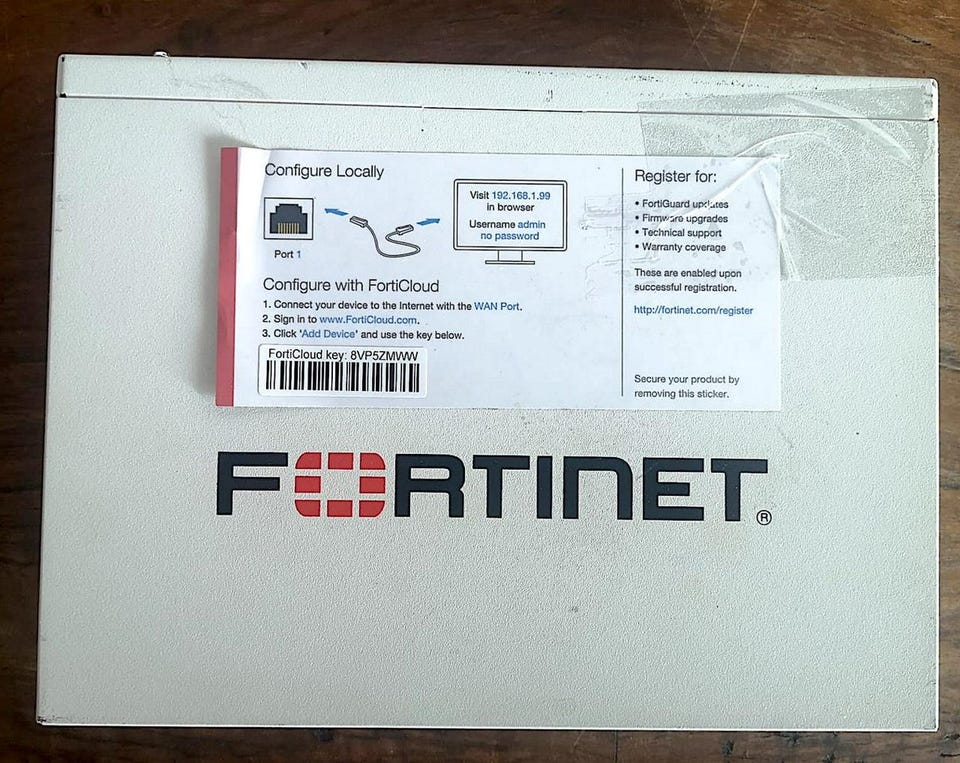 Configure Locally
Port 1
Visit 192.168.1.99
in browser
Username admin
no password
Configure with FortiCloud
1. Connect your device to the Internet with the WAN Port.
2. Sign in to www.FortiCloud.com.
3. Click 'Add Device' and use the key below.
FortiCloud key: 8VP5ZMWW
Register for:
• FortiGuard updates
• Firmware upgrades
• Technical support
• Warranty coverage
These are enabled upon
successful registration.
http://fortinet.com/register
Secure your product by
removing this sticker.
FORTINET®